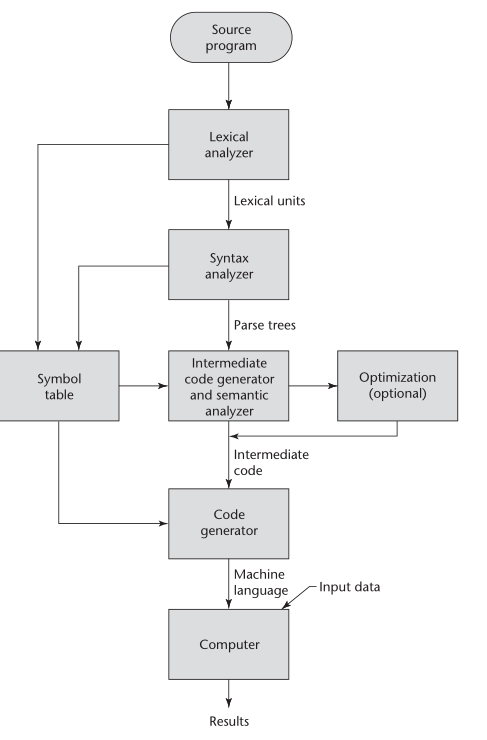 Source
program
Lexical
analyzer
Lexical units
Syntax
analyzer
Parse trees
Symbol
table
Intermediate
code generator
and semantic
analyzer
Optimization
(optional)
Intermediate
code
Code
generator
Machine
language
Input data
Computer
Results